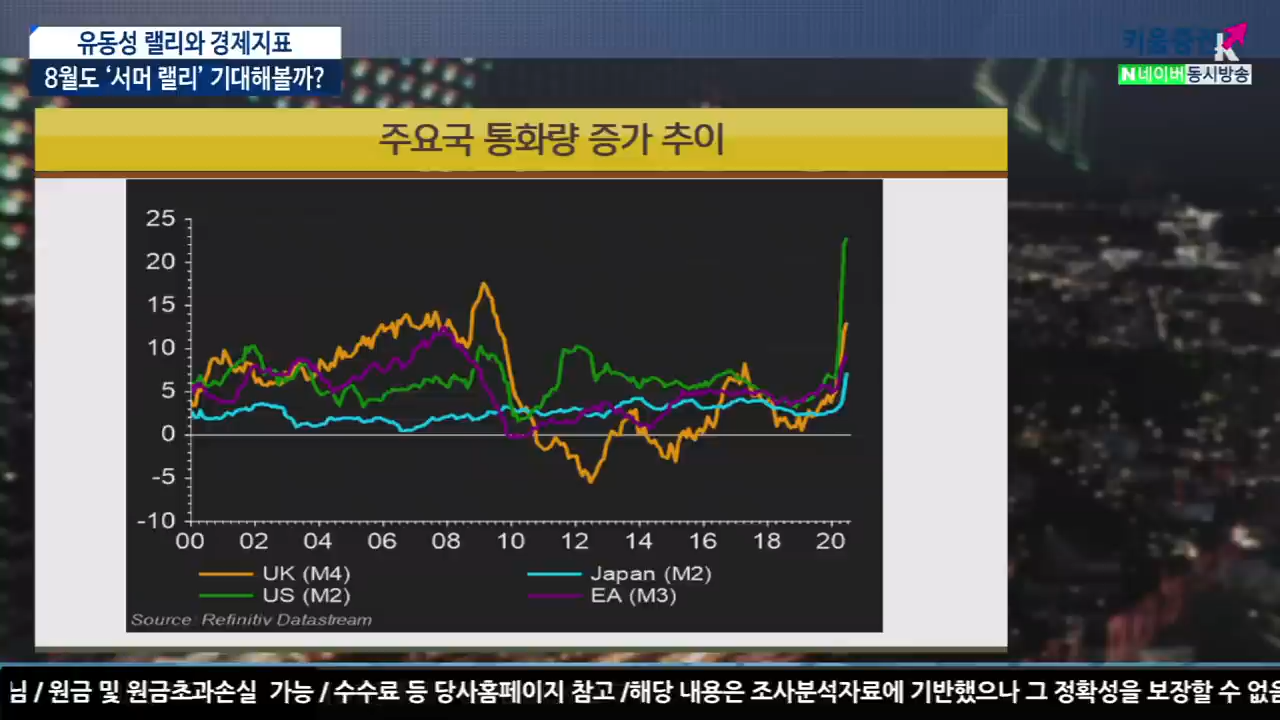 유동성 랠리와 경제지표
8월도 '서머 랠리' 기대해볼까?
키움증권
N네이버동시방송
주요국 통화량 증가 추이
25
20
15
10
5
0
-5
-10
00 02 04 06 08 10 12 14 16 18 20
UK (M4) Japan (M2)
US (M2) EA (M3)
Source: Refinitiv Datastream
님 / 원금 및 원금초과손실 가능 / 수수료 등 당사홈페이지 참고 /해당 내용은 조사분석자료에 기반했으나 그 정확성을 보장할 수 없음